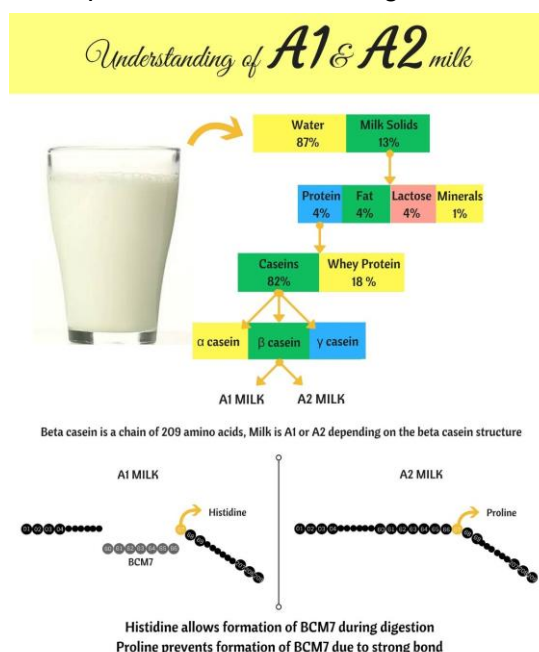 Understanding of A1 & A2 milk
Water Milk Solids
87% 13%
Protein Fat Lactose Minerals
4% 4% 4% 1%
Caseins Whey Protein
82% 18 %
α casein β casein γ casein
A1 MILK A2 MILK
Beta casein is a chain of 209 amino acids, Milk is A1 or A2 depending on the beta casein structure
A1 MILK A2 MILK
Histidine Proline
BCM7
Histidine allows formation of BCM7 during digestion
Proline prevents formation of BCM7 due to strong bond